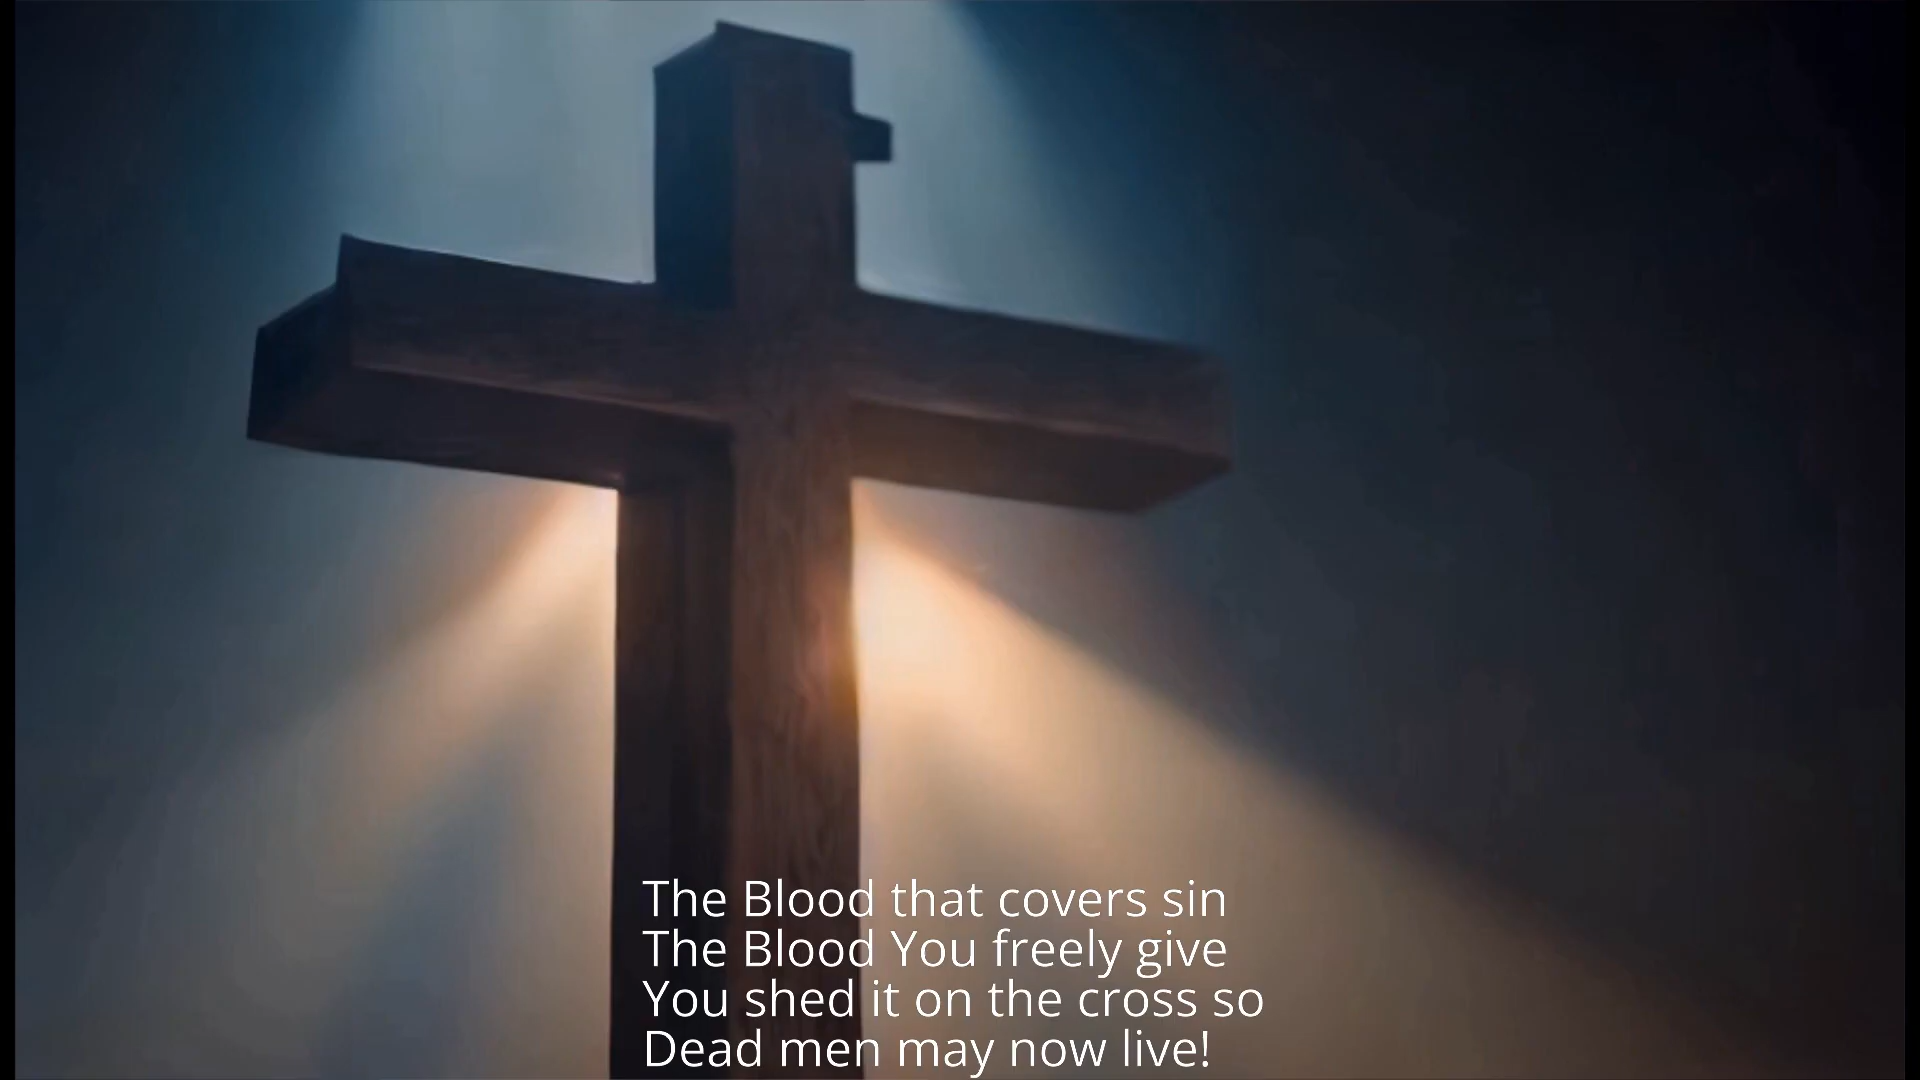 The Blood that covers sin
The Blood You freely give
You shed it on the cross so
Dead men may now live!